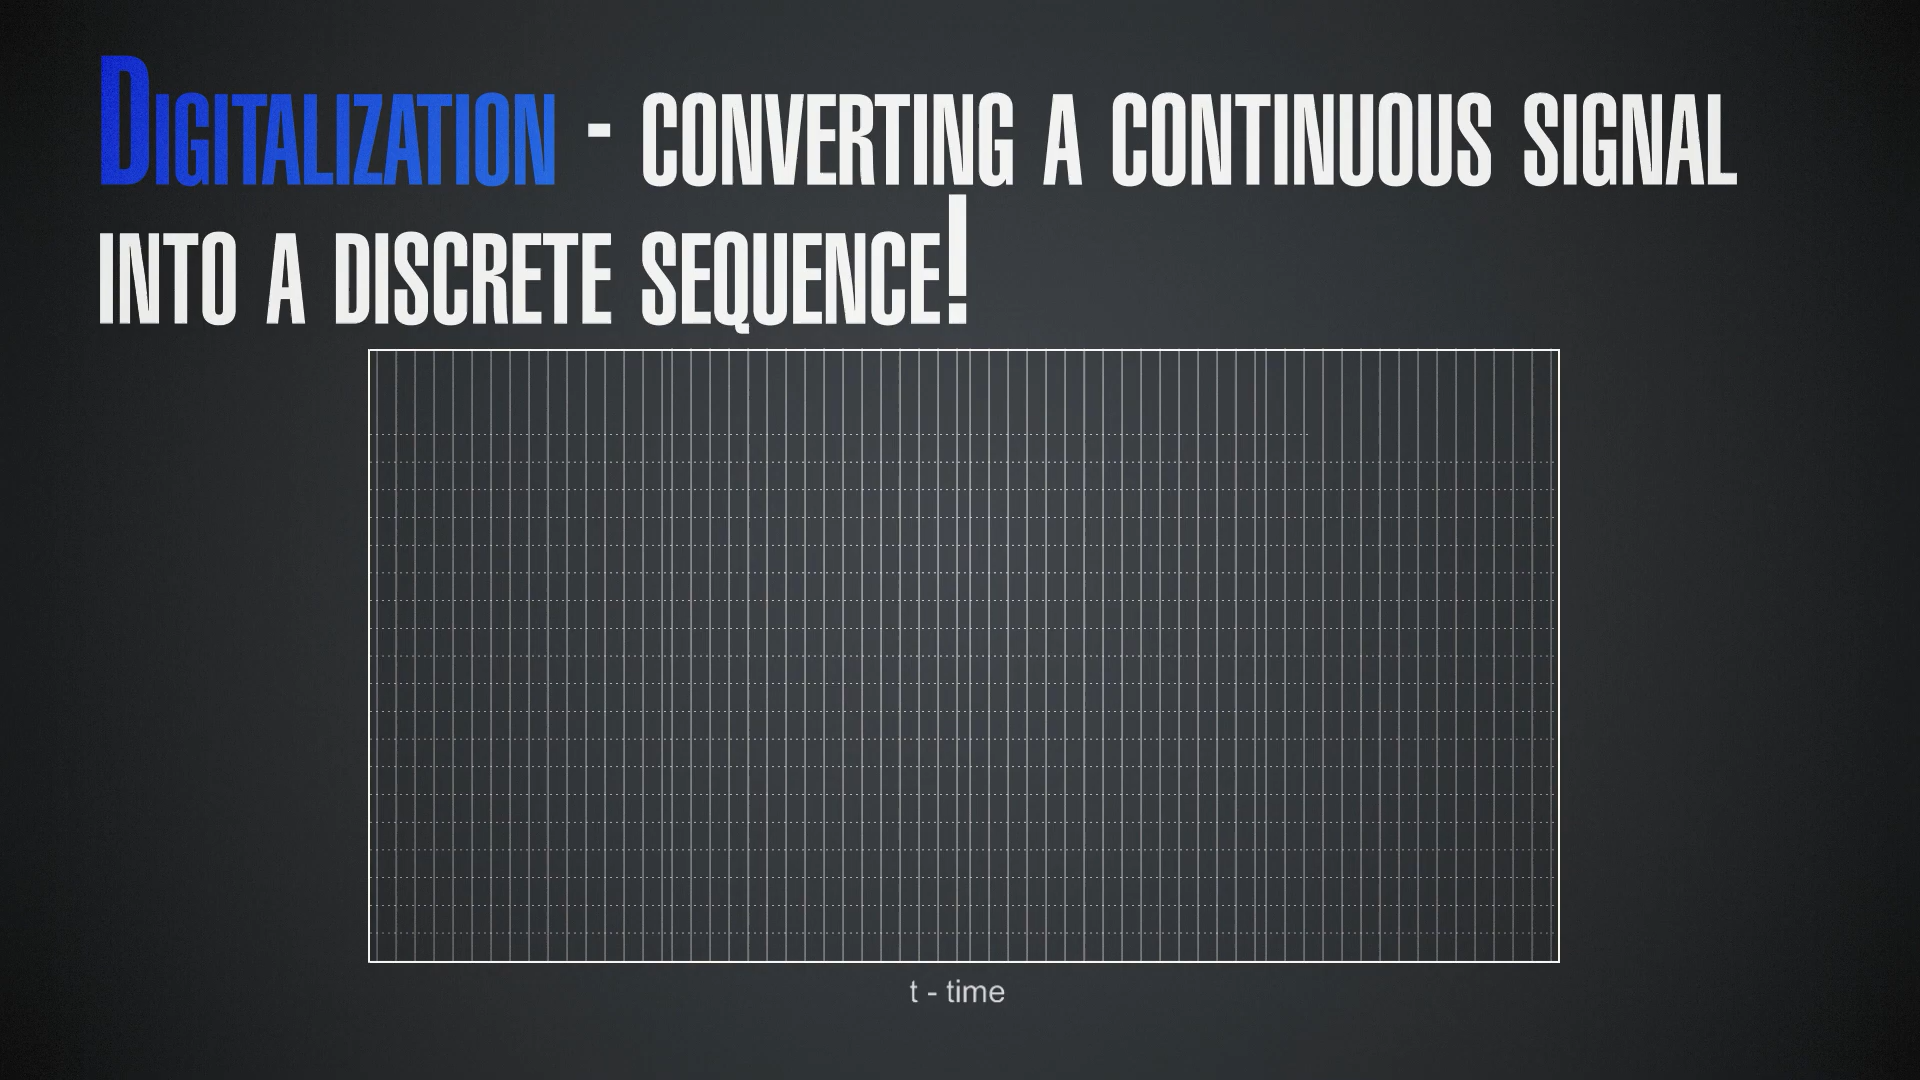 Digitalization - converting a continuous signal
into a discrete sequence!
t - time